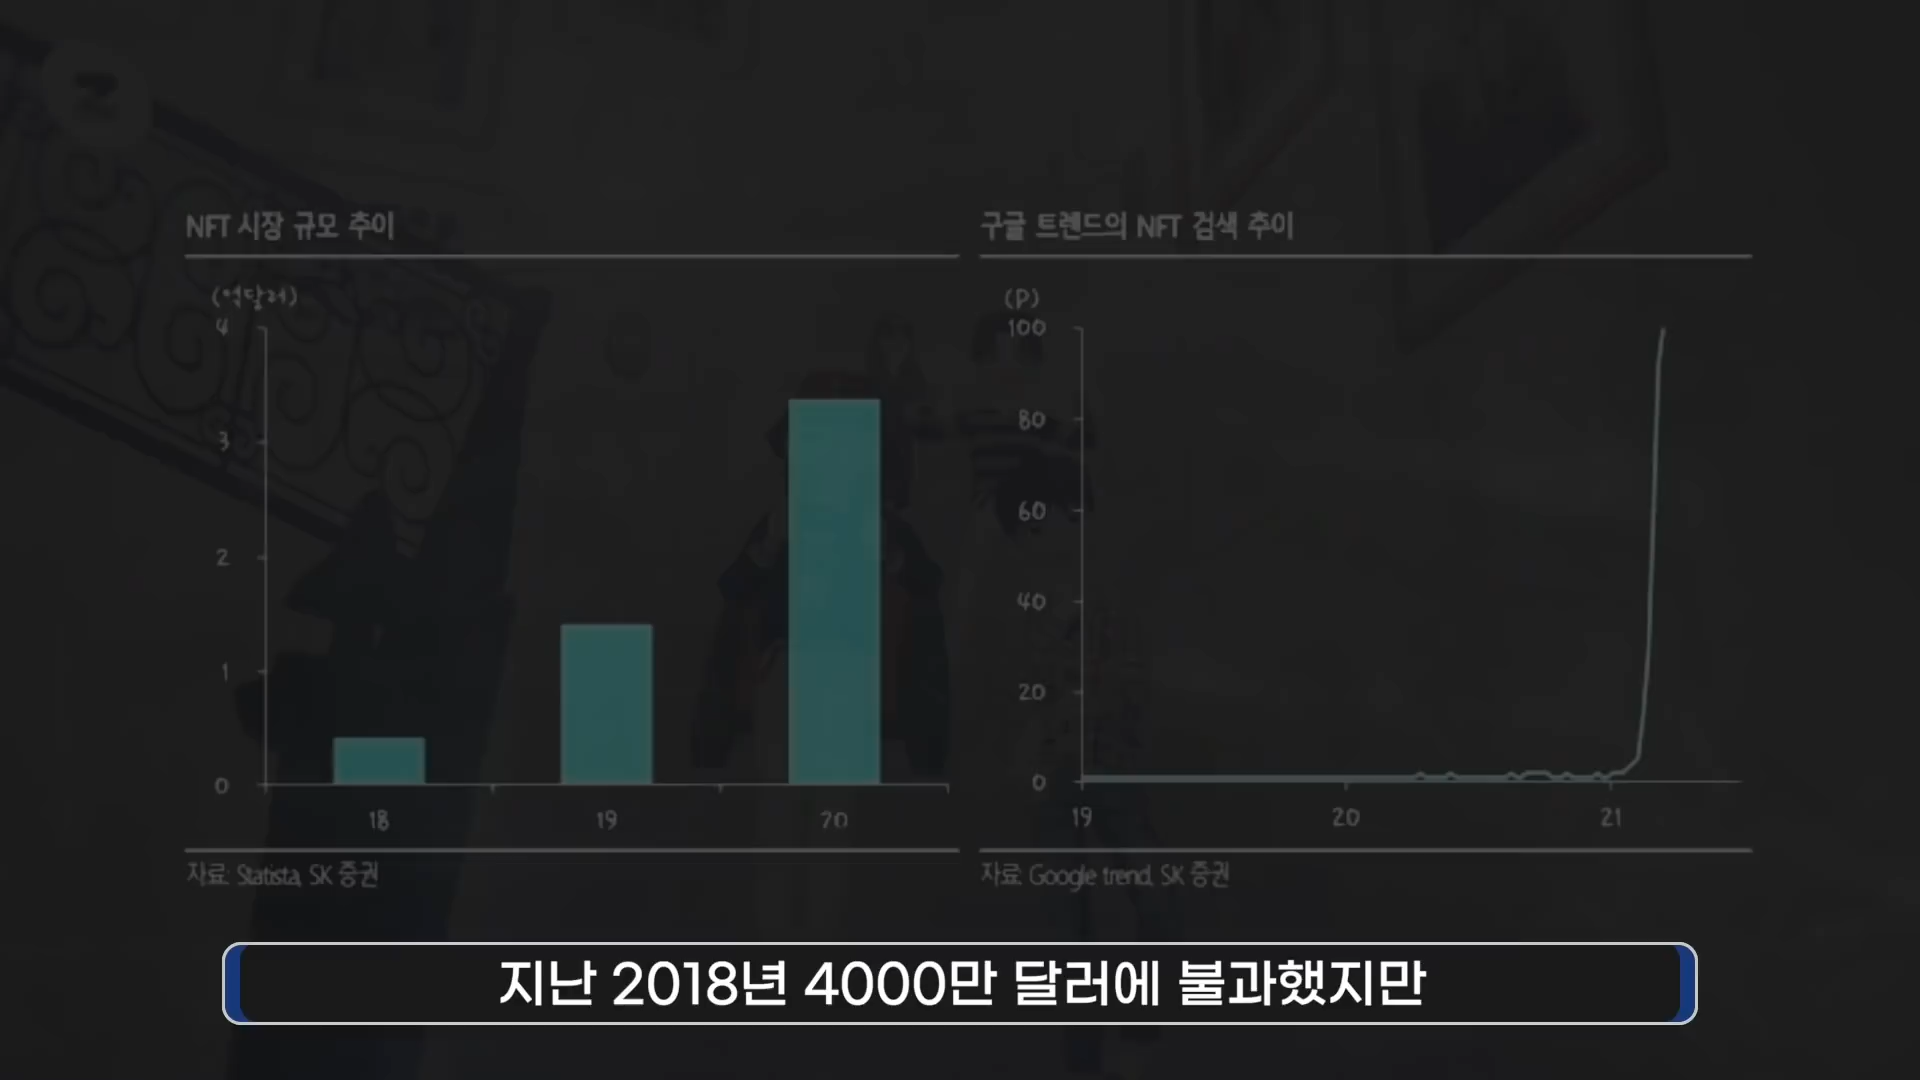 NFT 시장 규모 추이
(억달러)
4
3
2
1
0
18 19 20
자료: Statista, SK 증권
구글 트렌드의 NFT 검색 추이
(P)
100
80
60
40
20
0
19 20 21
자료: Google trend, SK 증권
지난 2018년 4000만 달러에 불과했지만